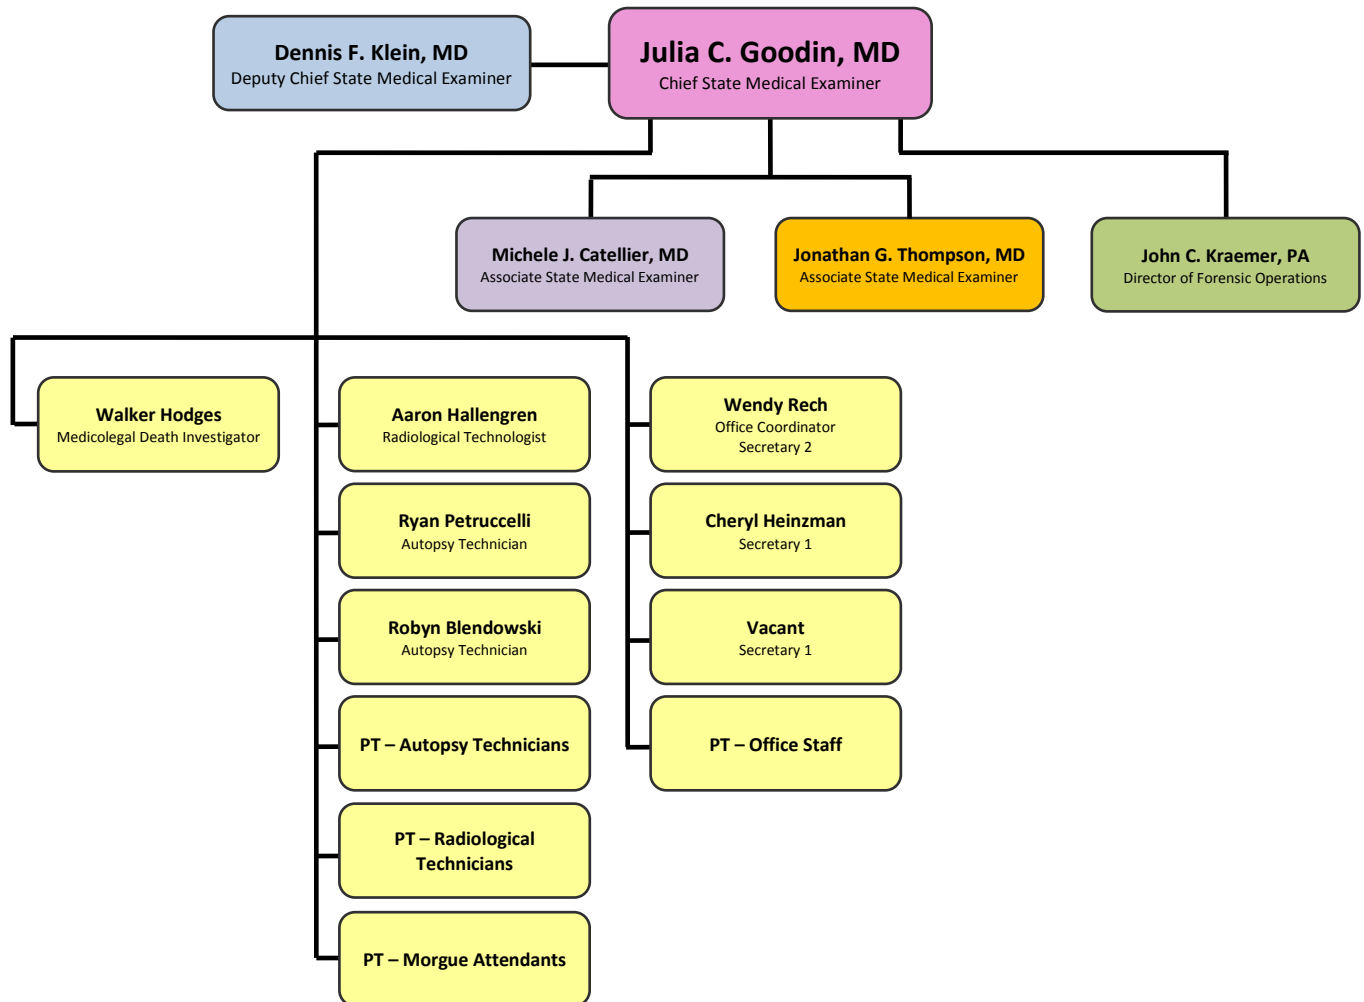 Dennis F. Klein, MD
Deputy Chief State Medical Examiner
Julia C. Goodin, MD
Chief State Medical Examiner
Michele J. Catellier, MD
Associate State Medical Examiner
Jonathan G. Thompson, MD
Associate State Medical Examiner
John C. Kraemer, PA
Director of Forensic Operations
Walker Hodges
Medicolegal Death Investigator
Aaron Hallengren
Radiological Technologist
Wendy Rech
Office Coordinator
Secretary 2
Ryan Petruccelli
Autopsy Technician
Cheryl Heinzman
Secretary 1
Robyn Blendowski
Autopsy Technician
Vacant
Secretary 1
PT – Autopsy Technicians
PT – Office Staff
PT – Radiological
Technicians
PT – Morgue Attendants